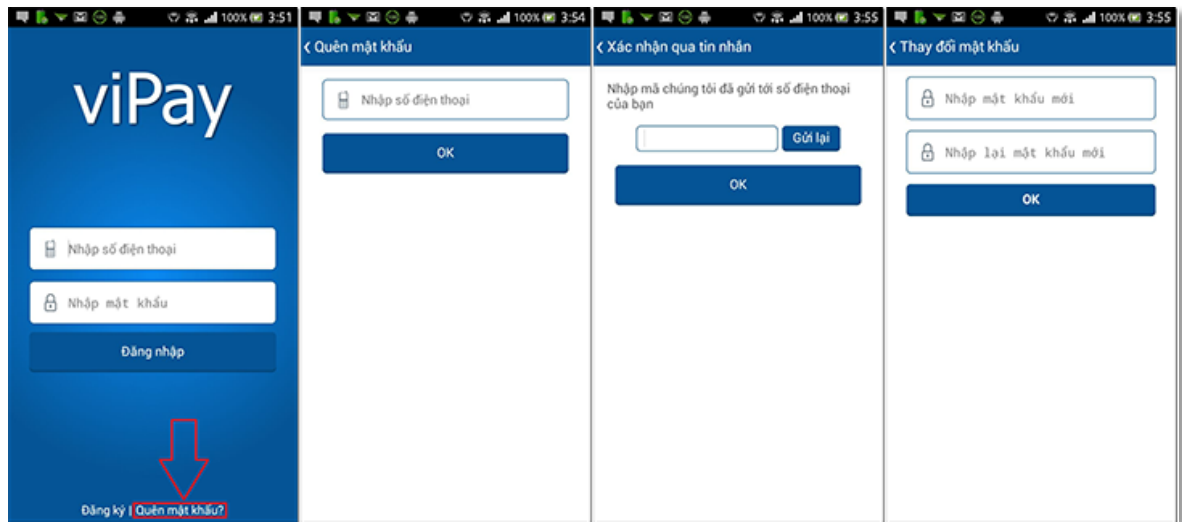 100% 3:51
viPay
Nhập số điện thoại
Nhập mật khẩu
Đăng nhập
Đăng ký | Quên mật khẩu?
100% 3:54
Quên mật khẩu
Nhập số điện thoại
OK
100% 3:55
Xác nhận qua tin nhắn
Nhập mã chúng tôi đã gửi tới số điện thoại
của bạn
Gửi lại
OK
100% 3:55
Thay đổi mật khẩu
Nhập mật khẩu mới
Nhập lại mật khẩu mới
OK